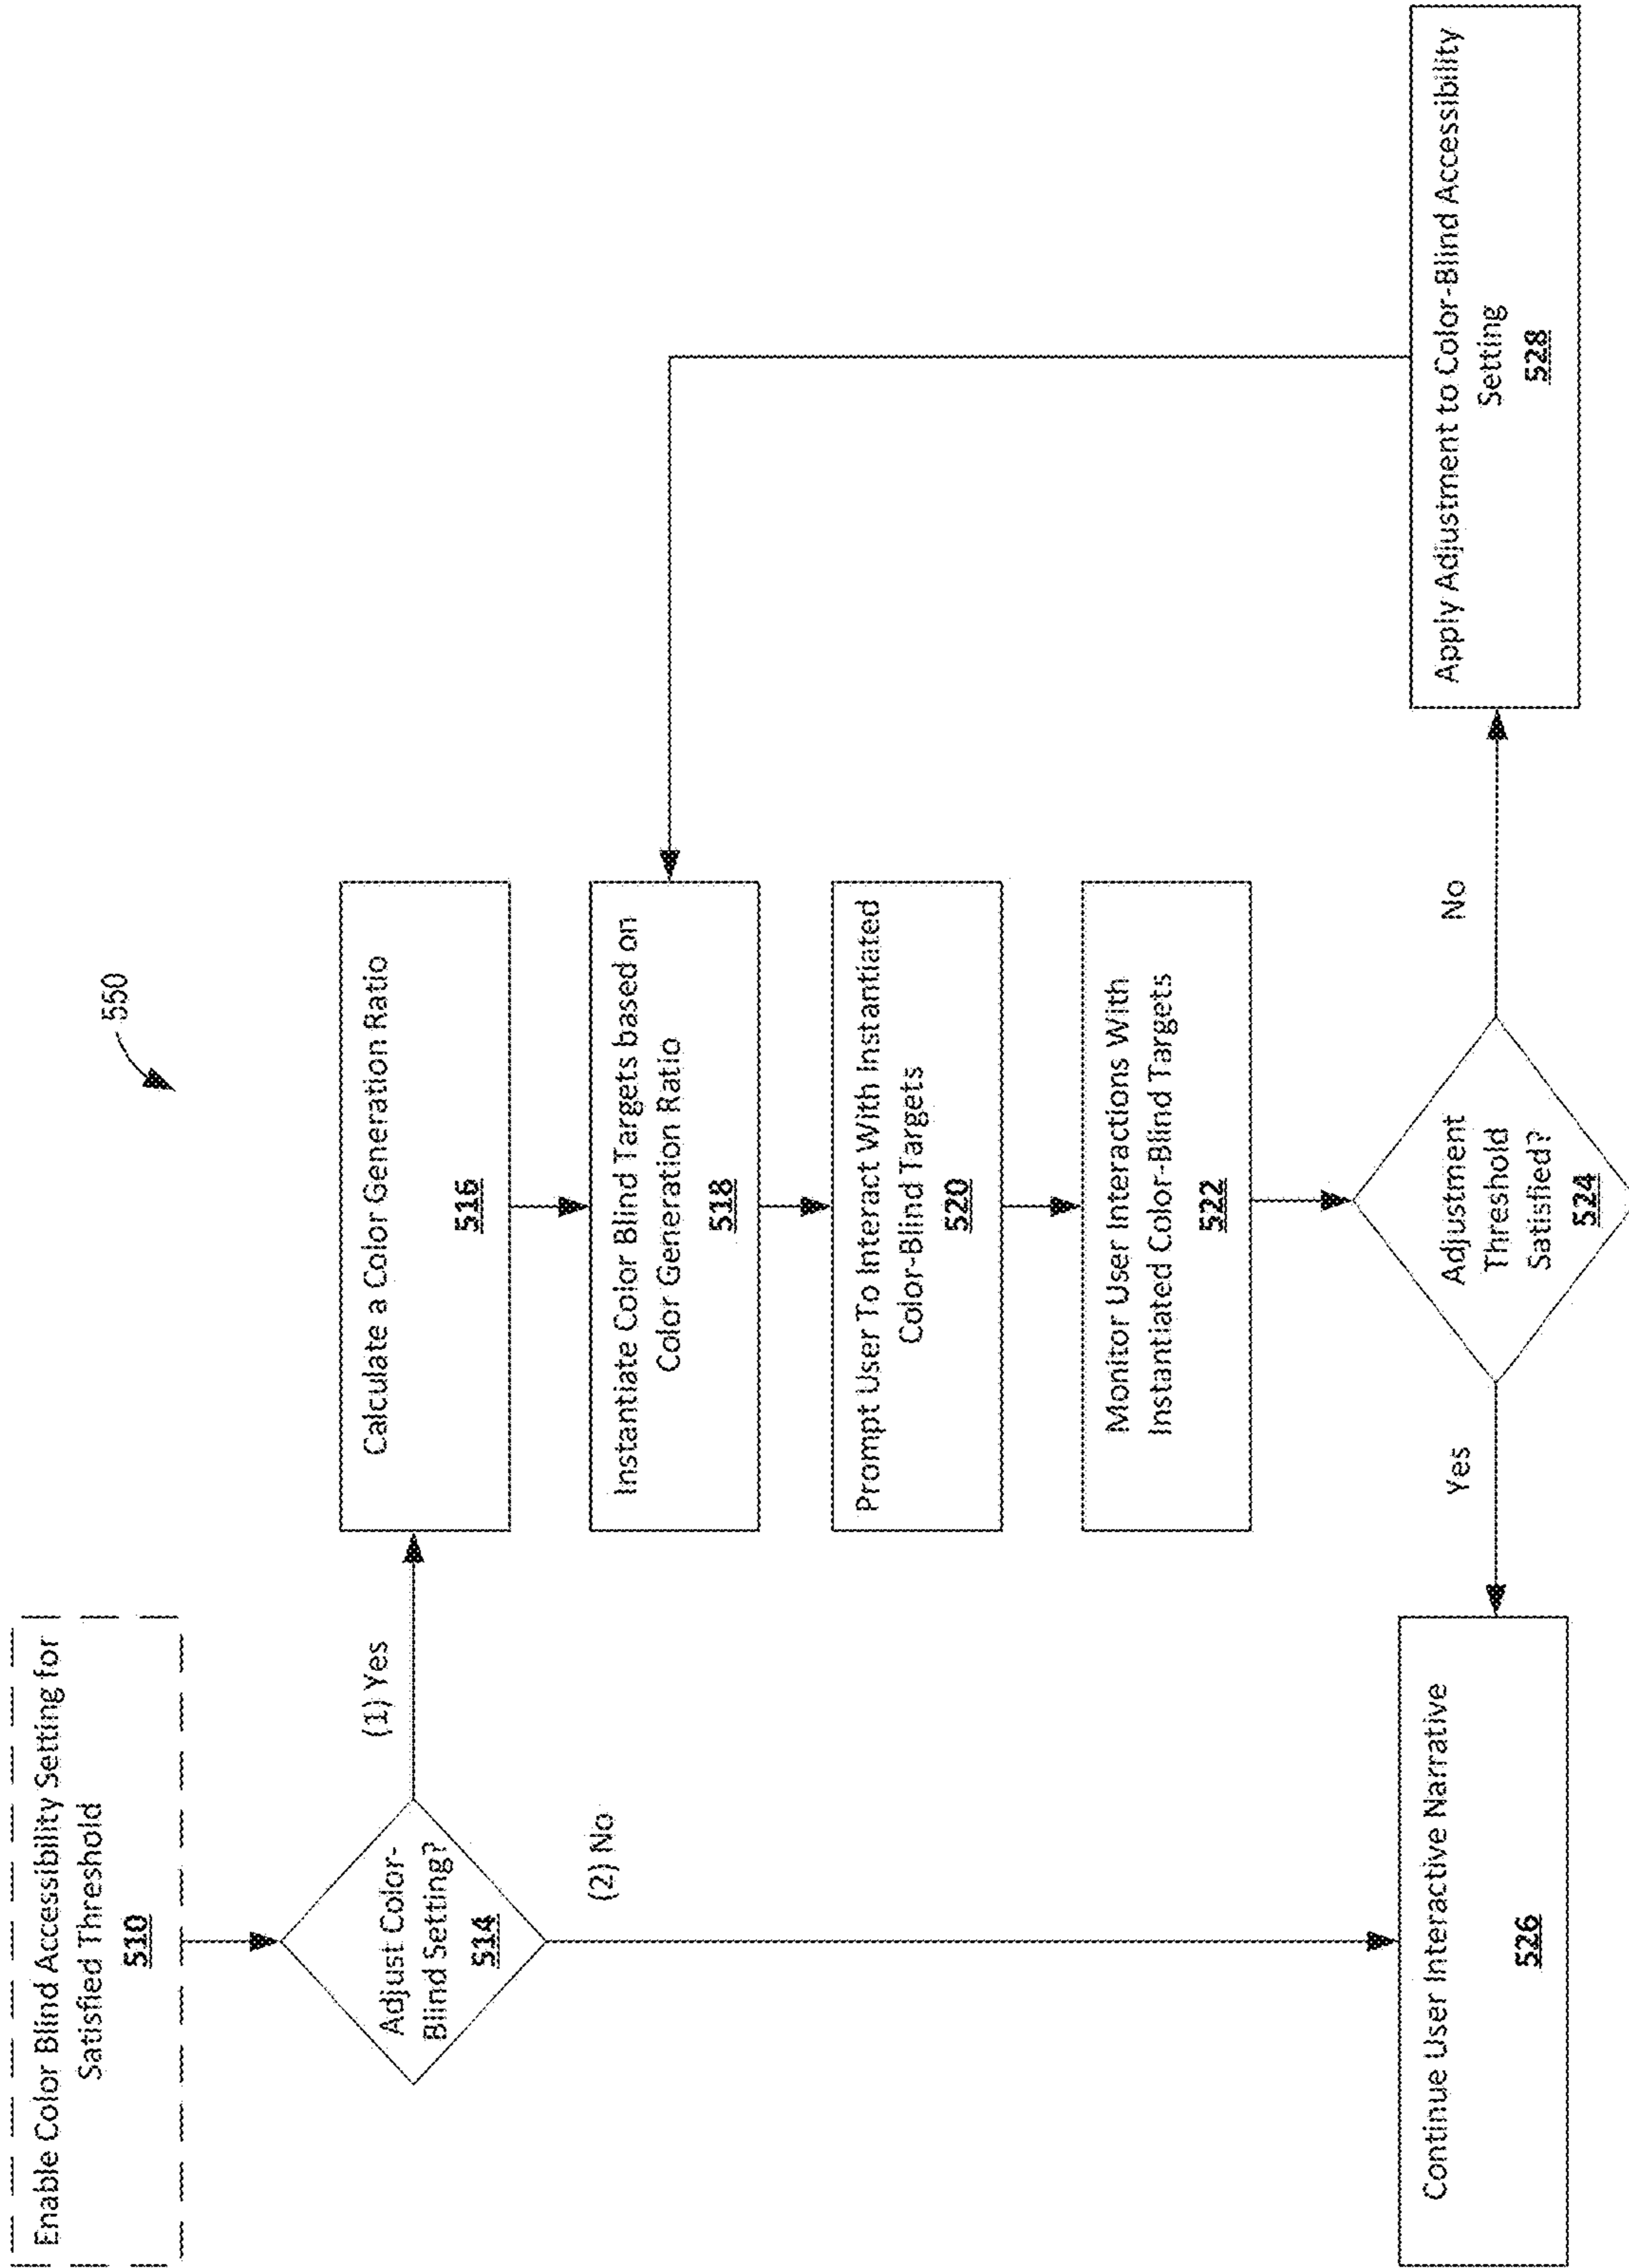 550
Enable Color Blind Accessibility Setting for
Satisfied Threshold
510
Adjust Color-
Blind Setting?
514
(1) Yes
(2) No
Calculate a Color Generation Ratio
516
Instantiate Color Blind Targets based on
Color Generation Ratio
518
Prompt User To Interact With Instantiated
Color-Blind Targets
520
Monitor User Interactions With
Instantiated Color-Blind Targets
522
Adjustment
Threshold
Satisfied?
524
Yes
No
Continue User Interactive Narrative
526
Apply Adjustment to Color-Blind Accessibility
Setting
528